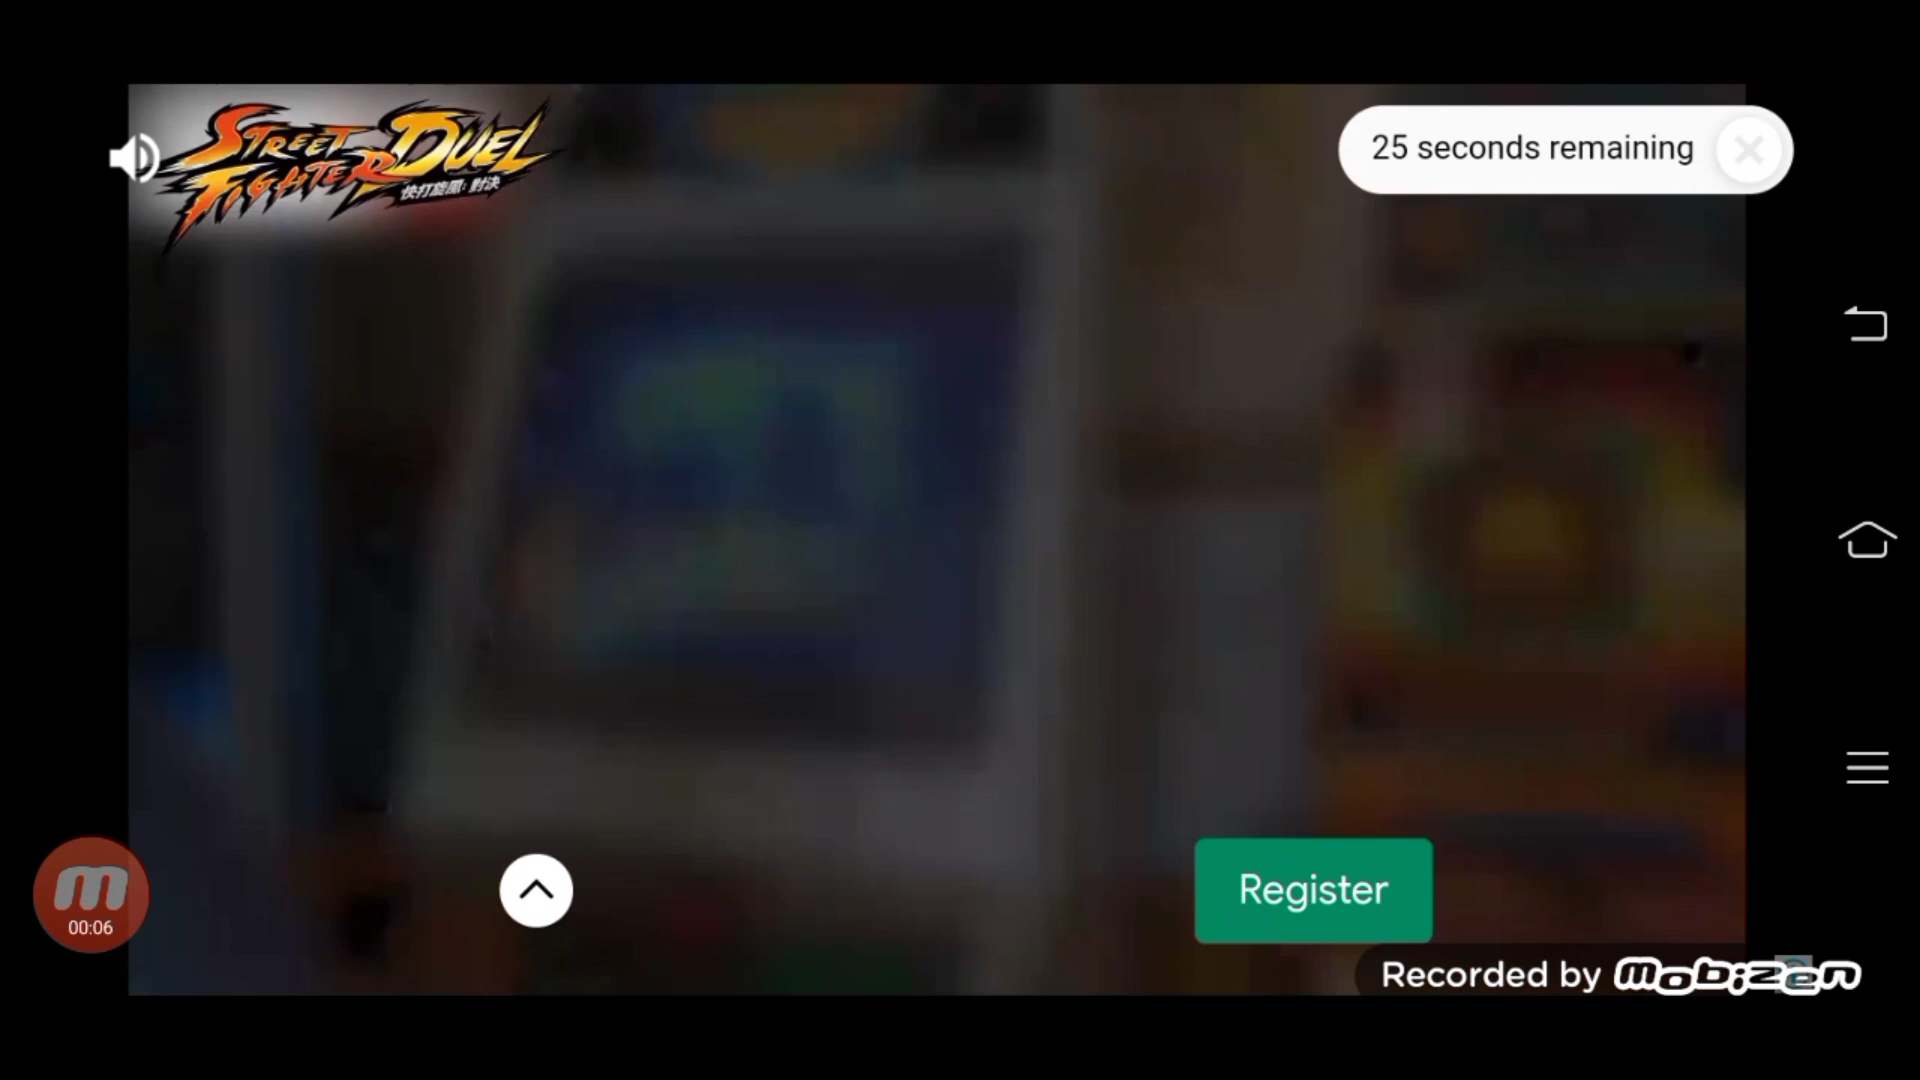 STREET
FIGHTER DUEL
快打旋風: 對決
25 seconds remaining
00:06
Register
Recorded by mobizen